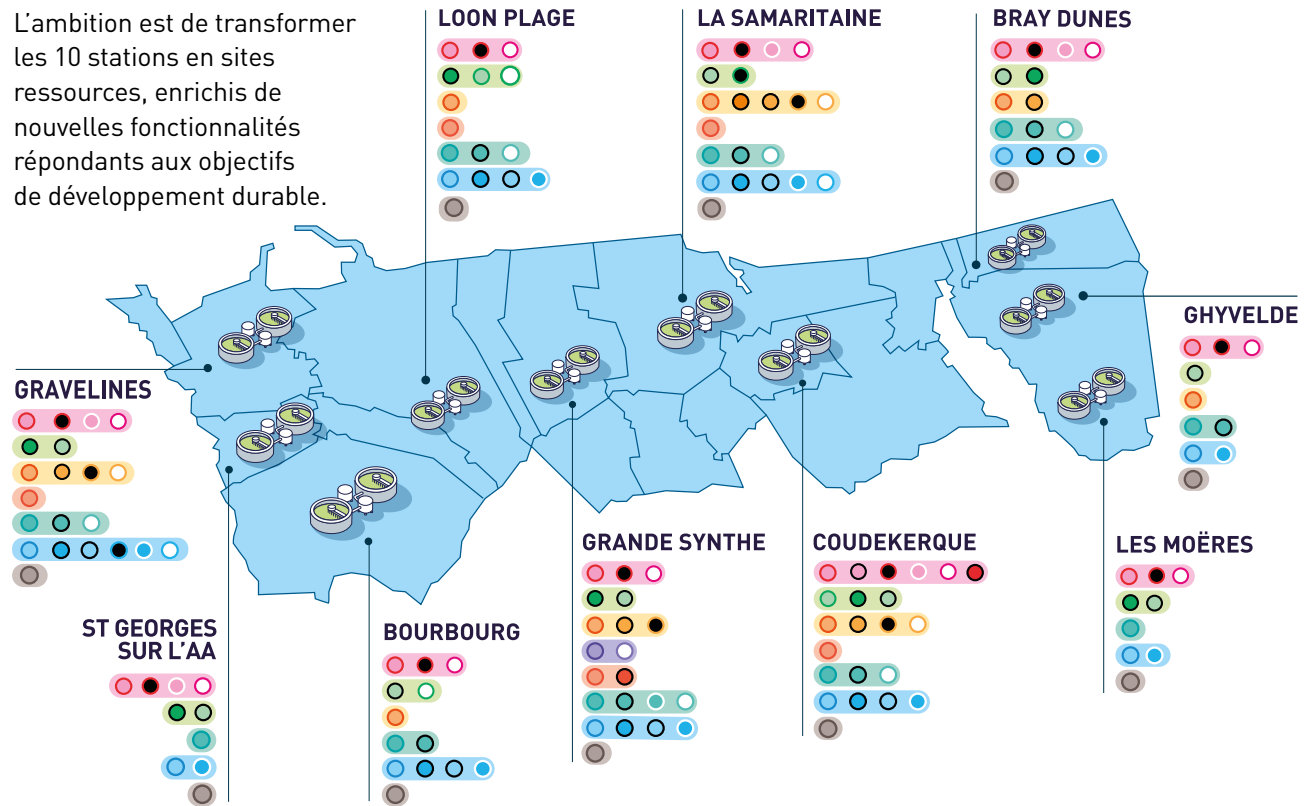 L’ambition est de transformer
les 10 stations en sites
ressources, enrichis de
nouvelles fonctionnalités
répondants aux objectifs
de développement durable.
LOON PLAGE
LA SAMARITAINE
BRAY DUNES
GHYVELDE
GRAVELINES
GRANDE SYNTHE
COUDEKERQUE
LES MOËRES
ST GEORGES
SUR L’AA
BOURBOURG